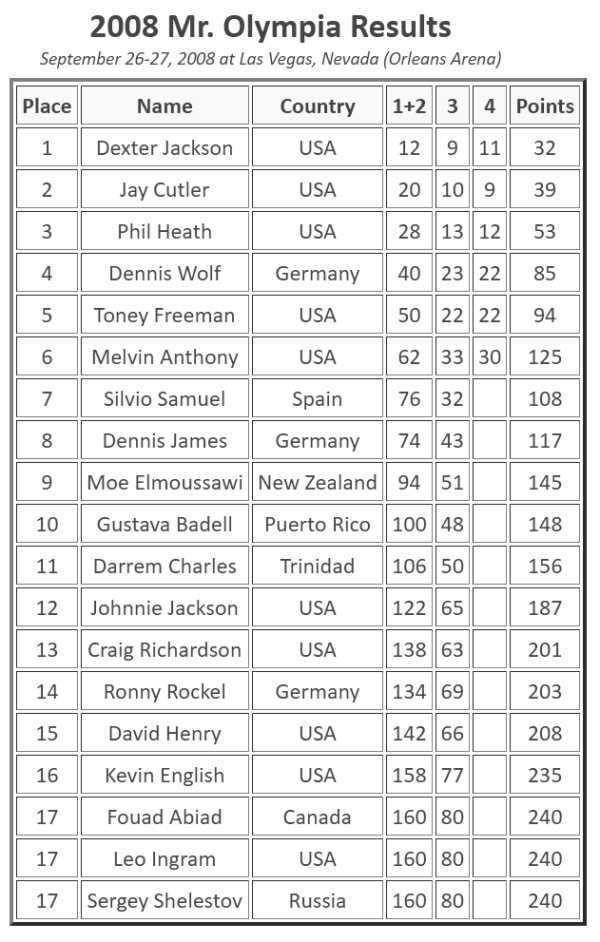 2008 Mr. Olympia Results
September 26-27, 2008 at Las Vegas, Nevada (Orleans Arena)
Place Name Country 1+2 3 4 Points
1 Dexter Jackson USA 12 9 11 32
2 Jay Cutler USA 20 10 9 39
3 Phil Heath USA 28 13 12 53
4 Dennis Wolf Germany 40 23 22 85
5 Toney Freeman USA 50 22 22 94
6 Melvin Anthony USA 62 33 30 125
7 Silvio Samuel Spain 76 32 108
8 Dennis James Germany 74 43 117
9 Moe Elmoussawi New Zealand 94 51 145
10 Gustava Badell Puerto Rico 100 48 148
11 Darrem Charles Trinidad 106 50 156
12 Johnnie Jackson USA 122 65 187
13 Craig Richardson USA 138 63 201
14 Ronny Rockel Germany 134 69 203
15 David Henry USA 142 66 208
16 Kevin English USA 158 77 235
17 Fouad Abiad Canada 160 80 240
17 Leo Ingram USA 160 80 240
17 Sergey Shelestov Russia 160 80 240